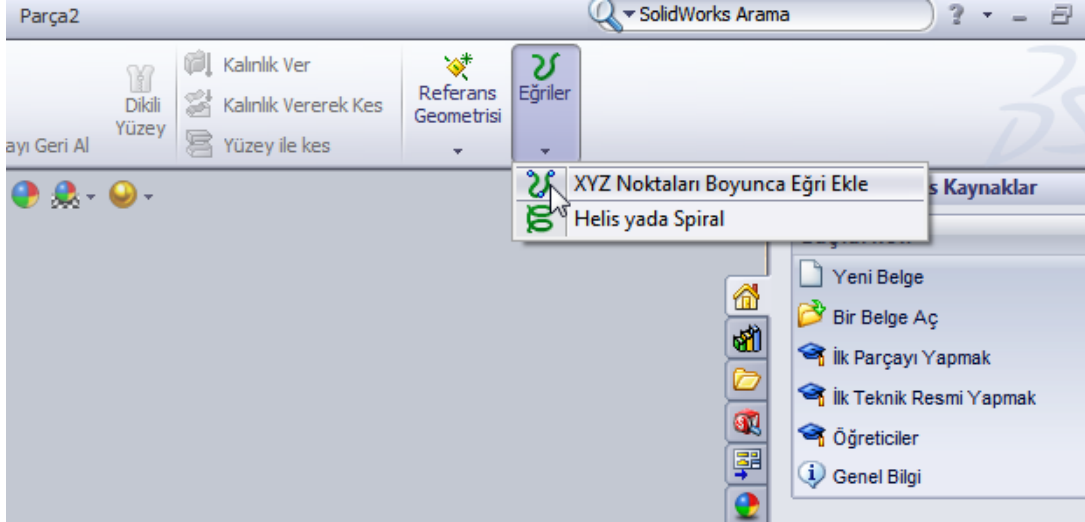 Parça2
SolidWorks Arama
Kalınlık Ver
Kalınlık Vererek Kes
Yüzey ile kes
Dikili
Yüzey
ayı Geri Al
Referans
Geometrisi
Eğriler
XYZ Noktaları Boyunca Eğri Ekle
Helis yada Spiral
s Kaynaklar
Yeni Belge
Bir Belge Aç
İlk Parçayı Yapmak
İlk Teknik Resmi Yapmak
Öğreticiler
Genel Bilgi